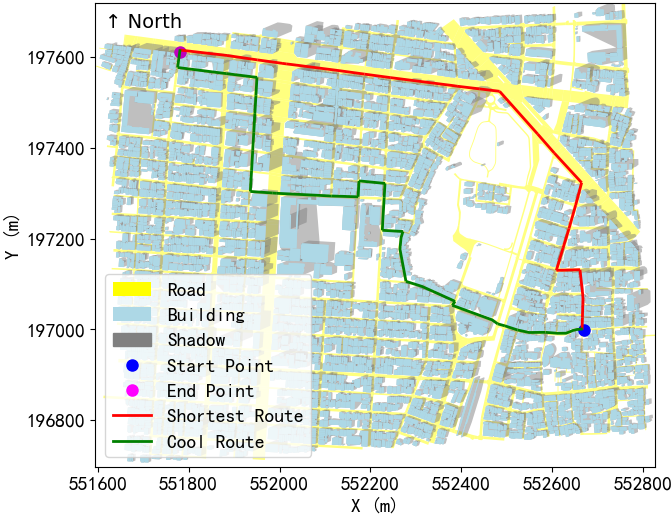 ↑ North
197600
197400
197200
197000
196800
Y (m)
Road
Building
Shadow
Start Point
End Point
Shortest Route
Cool Route
551600 551800 552000 552200 552400 552600 552800
X (m)